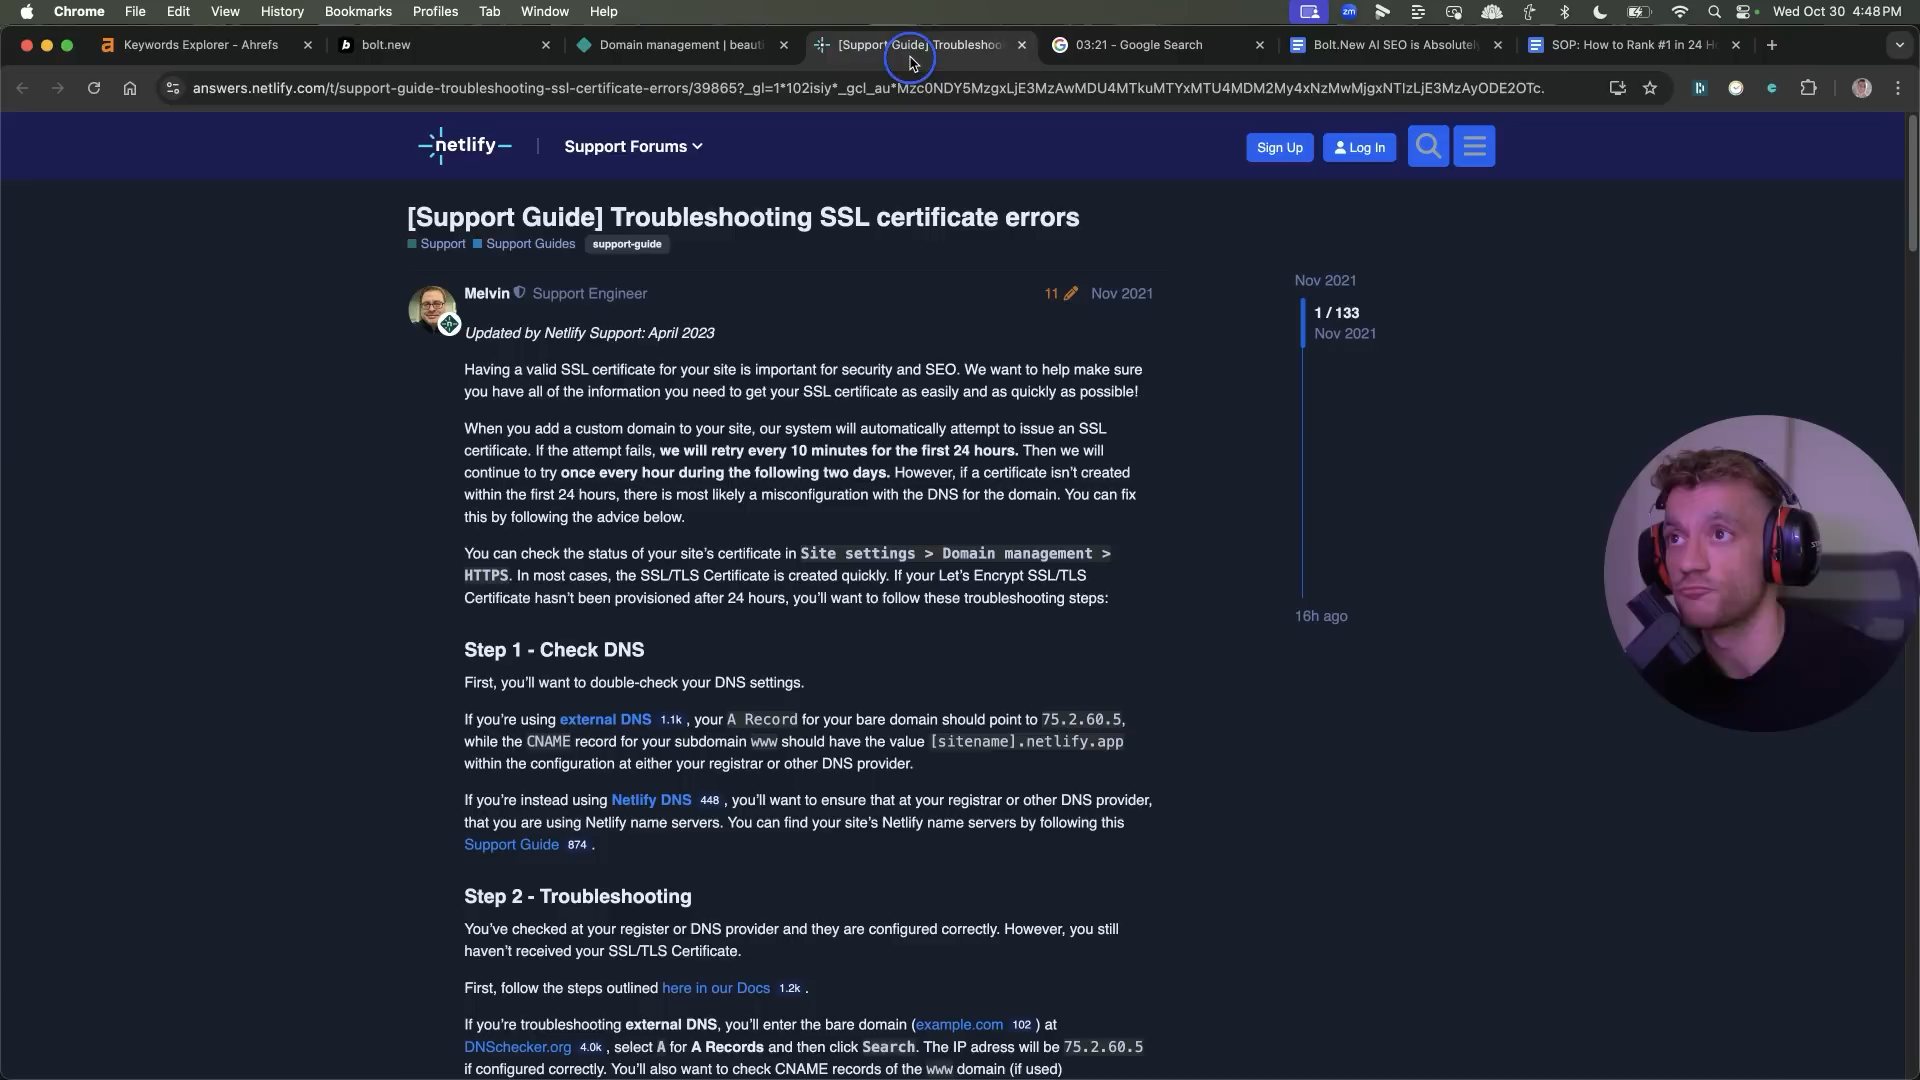 Chrome File Edit View History Bookmarks Profiles Tab Window Help zm Wed Oct 30 4:48 PM
Keywords Explorer - Ahrefs bolt.new Domain management | beauti [Support Guide] Troubleshoo 03:21 - Google Search Bolt.New AI SEO is Absolutely SOP: How to Rank #1 in 24 H
answers.netlify.com/t/support-guide-troubleshooting-ssl-certificate-errors/39865?_gl=1*102isiy*_gcl_au*Mzc0NDY5MzgxLjE3MzAwMDU4MTkuMTYxMTU4MDM2My4xNzMwMjgxNTIzLjE3MzAyODE2OTc.
netlify Support Forums Sign Up Log In
[Support Guide] Troubleshooting SSL certificate errors
Support Support Guides support-guide
Melvin Support Engineer 11 Nov 2021
Updated by Netlify Support: April 2023
Having a valid SSL certificate for your site is important for security and SEO. We want to help make sure
you have all of the information you need to get your SSL certificate as easily and as quickly as possible!
When you add a custom domain to your site, our system will automatically attempt to issue an SSL
certificate. If the attempt fails, we will retry every 10 minutes for the first 24 hours. Then we will
continue to try once every hour during the following two days. However, if a certificate isn't created
within the first 24 hours, there is most likely a misconfiguration with the DNS for the domain. You can fix
this by following the advice below.
You can check the status of your site's certificate in Site settings > Domain management >
HTTPS. In most cases, the SSL/TLS Certificate is created quickly. If your Let's Encrypt SSL/TLS
Certificate hasn't been provisioned after 24 hours, you'll want to follow these troubleshooting steps:
Step 1 - Check DNS
First, you'll want to double-check your DNS settings.
If you're using external DNS 1.1k , your A Record for your bare domain should point to 75.2.60.5,
while the CNAME record for your subdomain www should have the value [sitename].netlify.app
within the configuration at either your registrar or other DNS provider.
If you're instead using Netlify DNS 448 , you'll want to ensure that at your registrar or other DNS provider,
that you are using Netlify name servers. You can find your site's Netlify name servers by following this
Support Guide 874 .
Step 2 - Troubleshooting
You've checked at your register or DNS provider and they are configured correctly. However, you still
haven't received your SSL/TLS Certificate.
First, follow the steps outlined here in our Docs 1.2k .
If you're troubleshooting external DNS, you'll enter the bare domain (example.com 102 ) at
DNSchecker.org 4.0k , select A for A Records and then click Search. The IP adress will be 75.2.60.5
if configured correctly. You'll also want to check CNAME records of the www domain (if used)
Nov 2021
1 / 133
Nov 2021
16h ago